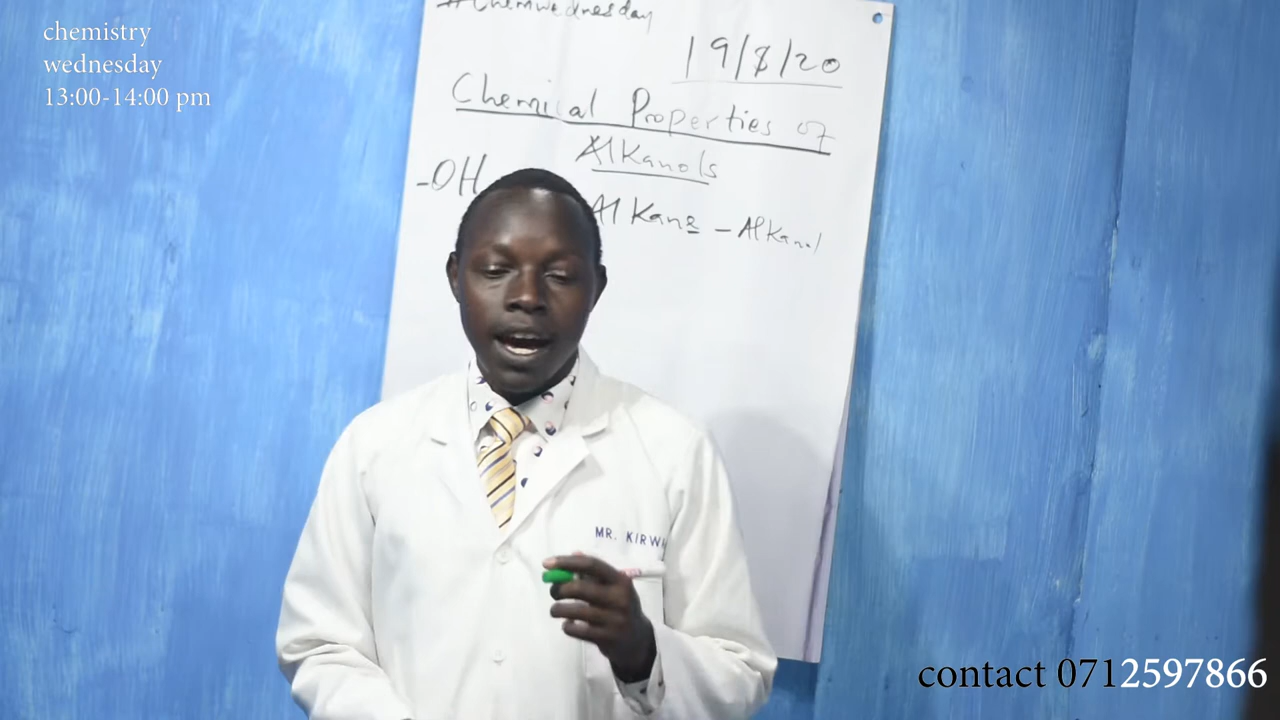 chemistry
wednesday
13:00-14:00 pm
#Chemwednesday
19/8/20
Chemical Properties of
Alkanols
-OH
Alkane - Alkanol
MR. KIRW
contact 0712597866